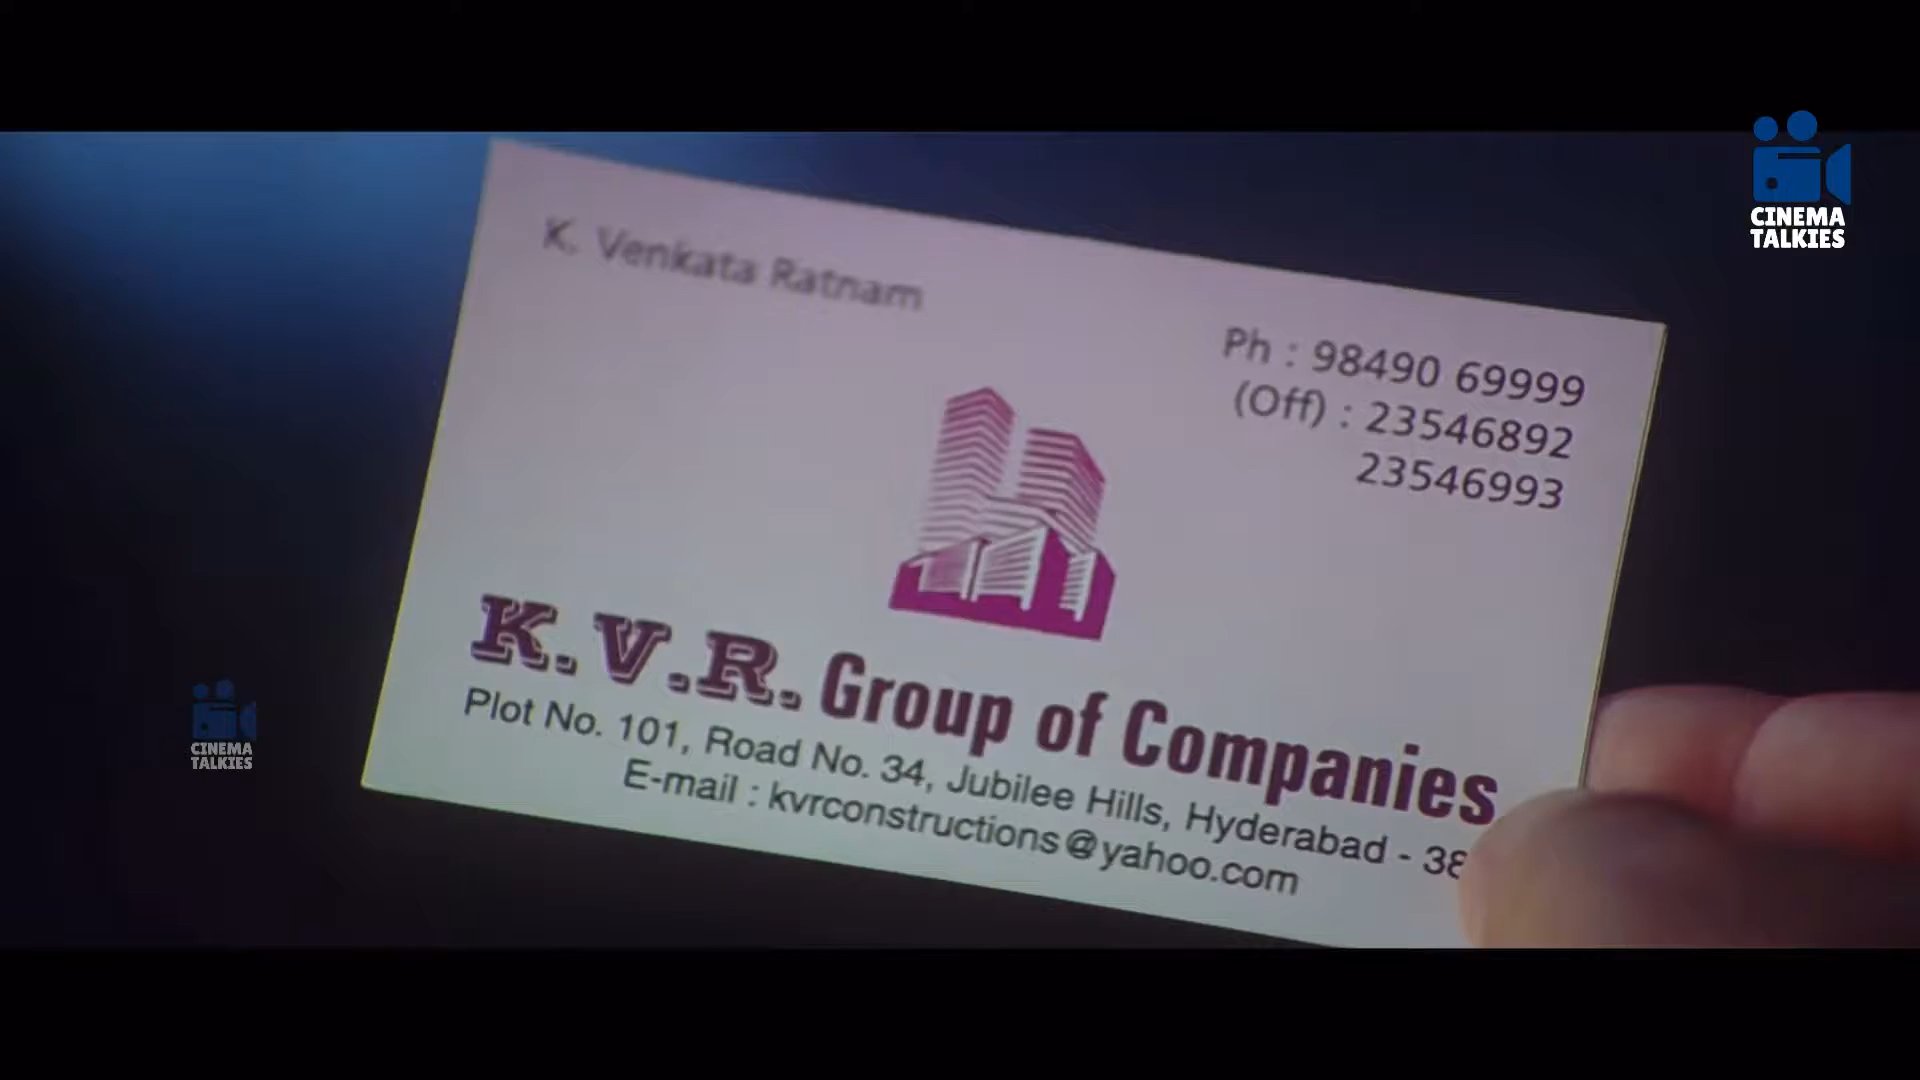 CINEMA
TALKIES
K. Venkata Ratnam
Ph : 98490 69999
(Off) : 23546892
23546993
K.V.R. Group of Companies
Plot No. 101, Road No. 34, Jubilee Hills, Hyderabad - 38
E-mail : kvrconstructions@yahoo.com
CINEMA
TALKIES